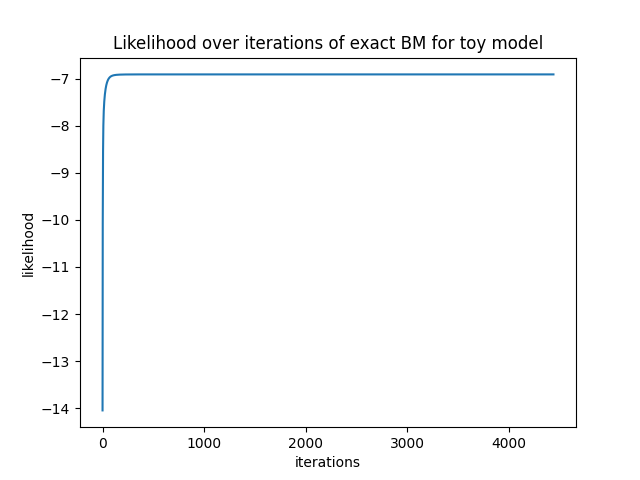 Likelihood over iterations of exact BM for toy model
−7
−8
−9
−10
−11
−12
−13
−14
likelihood
0 1000 2000 3000 4000
iterations